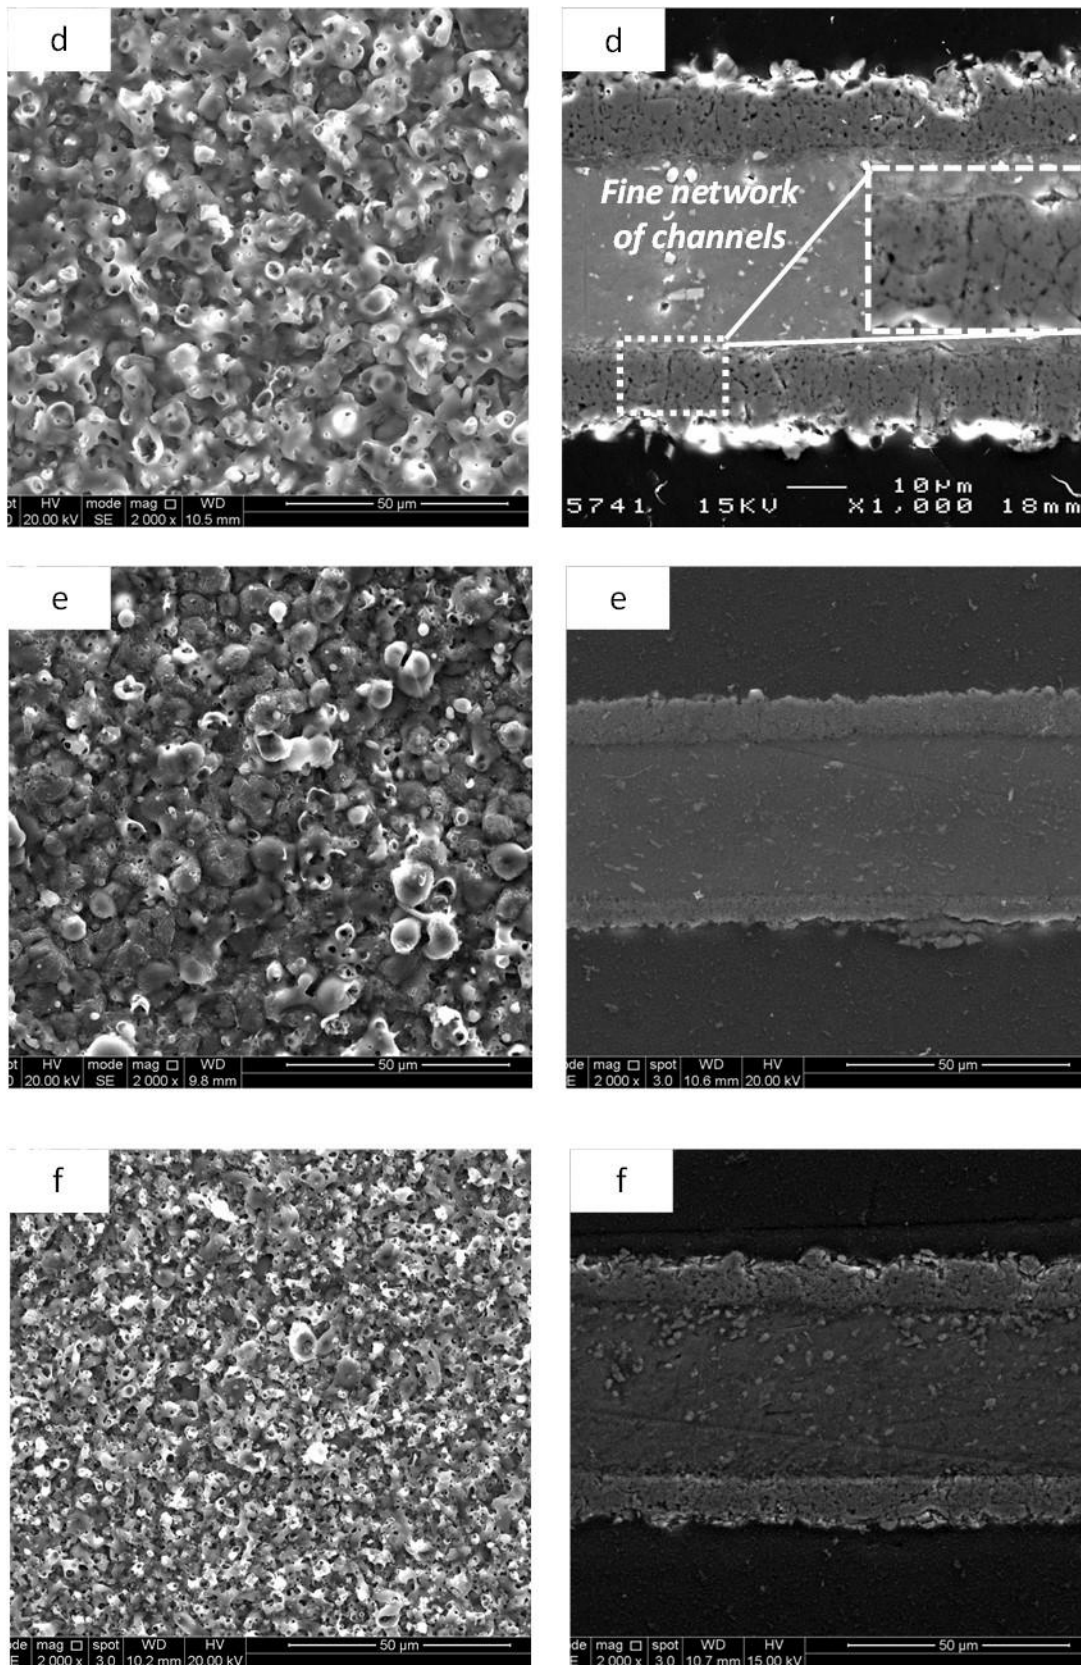 d
d
Fine network
of channels
HV mode mag WD 50 µm
20.00 kV SE 2 000 x 10.5 mm
10µm
5741 15KV X1,000 18mm
e
e
HV mode mag WD 50 µm
20.00 kV SE 2 000 x 9.8 mm
mag spot WD HV 50 µm
2 000 x 3.0 10.6 mm 20.00 kV
f
f
mag spot WD HV 50 µm
2 000 x 3.0 10.2 mm 20.00 kV
mag spot WD HV 50 µm
2 000 x 3.0 10.7 mm 15.00 kV